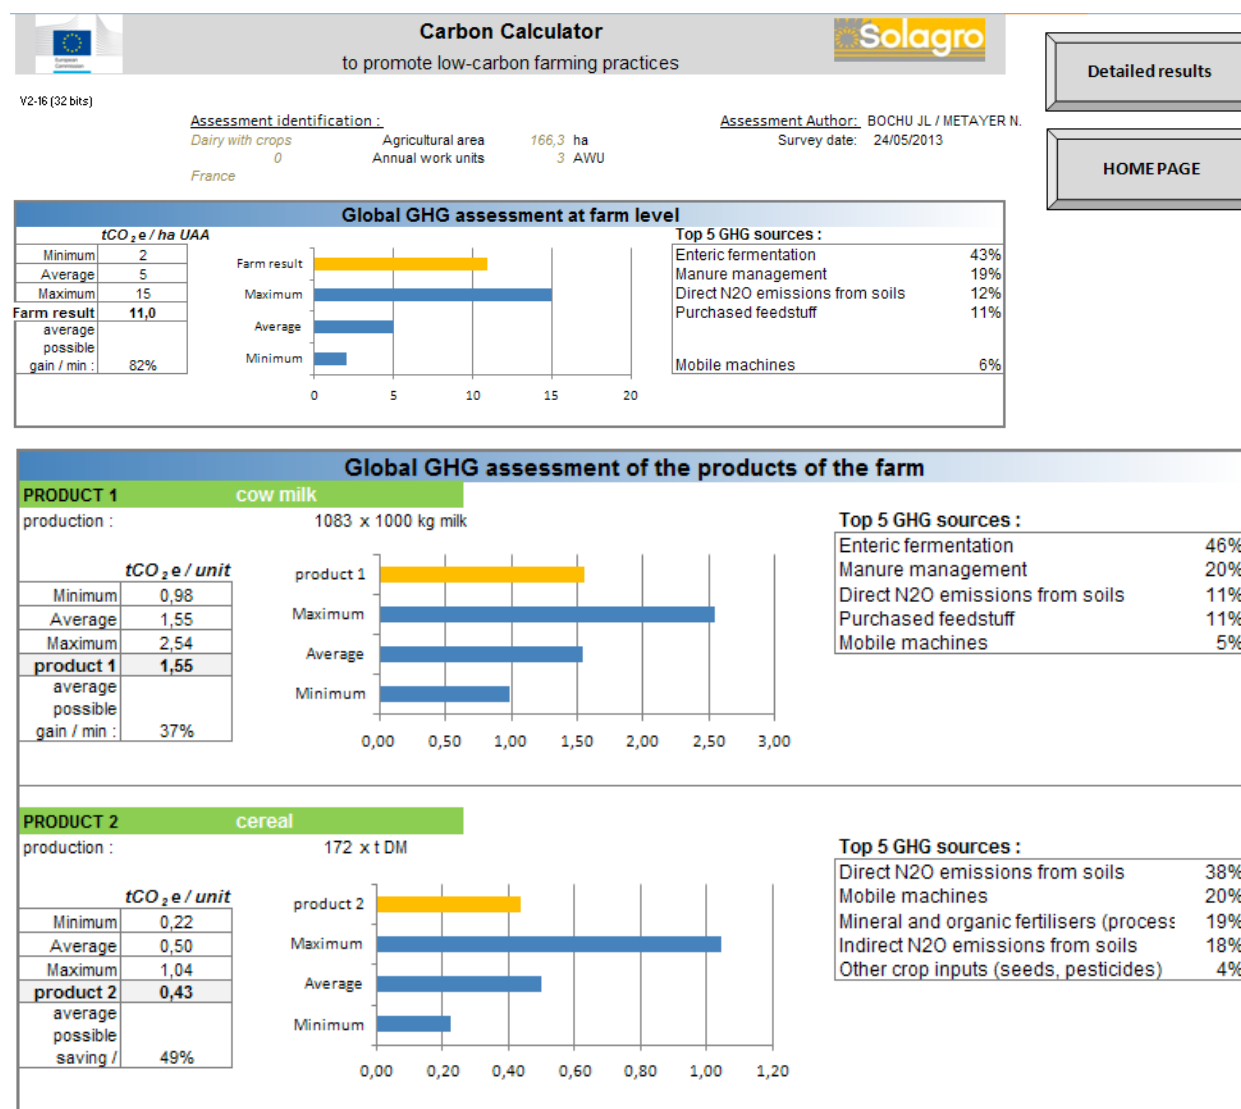 Carbon Calculator
to promote low-carbon farming practices
European
Commission
Solagro
Detailed results
HOME PAGE
V2-16 (32 bits)
Assessment identification :
Dairy with crops Agricultural area 166,3 ha
0 Annual work units 3 AWU
France
Assessment Author: BOCHU JL / METAYER N.
Survey date: 24/05/2013
Global GHG assessment at farm level
tCO2e / ha UAA
Minimum 2
Average 5
Maximum 15
Farm result 11,0
average
possible
gain / min : 82%
Farm result
Maximum
Average
Minimum
0 5 10 15 20
Top 5 GHG sources :
Enteric fermentation 43%
Manure management 19%
Direct N2O emissions from soils 12%
Purchased feedstuff 11%
Mobile machines 6%
Global GHG assessment of the products of the farm
PRODUCT 1 cow milk
production : 1083 x 1000 kg milk
tCO2e / unit
Minimum 0,98
Average 1,55
Maximum 2,54
product 1 1,55
average
possible
gain / min : 37%
product 1
Maximum
Average
Minimum
0,00 0,50 1,00 1,50 2,00 2,50 3,00
Top 5 GHG sources :
Enteric fermentation 46%
Manure management 20%
Direct N2O emissions from soils 11%
Purchased feedstuff 11%
Mobile machines 5%
PRODUCT 2 cereal
production : 172 x t DM
tCO2e / unit
Minimum 0,22
Average 0,50
Maximum 1,04
product 2 0,43
average
possible
saving / 49%
product 2
Maximum
Average
Minimum
0,00 0,20 0,40 0,60 0,80 1,00 1,20
Top 5 GHG sources :
Direct N2O emissions from soils 38%
Mobile machines 20%
Mineral and organic fertilisers (process 19%
Indirect N2O emissions from soils 18%
Other crop inputs (seeds, pesticides) 4%